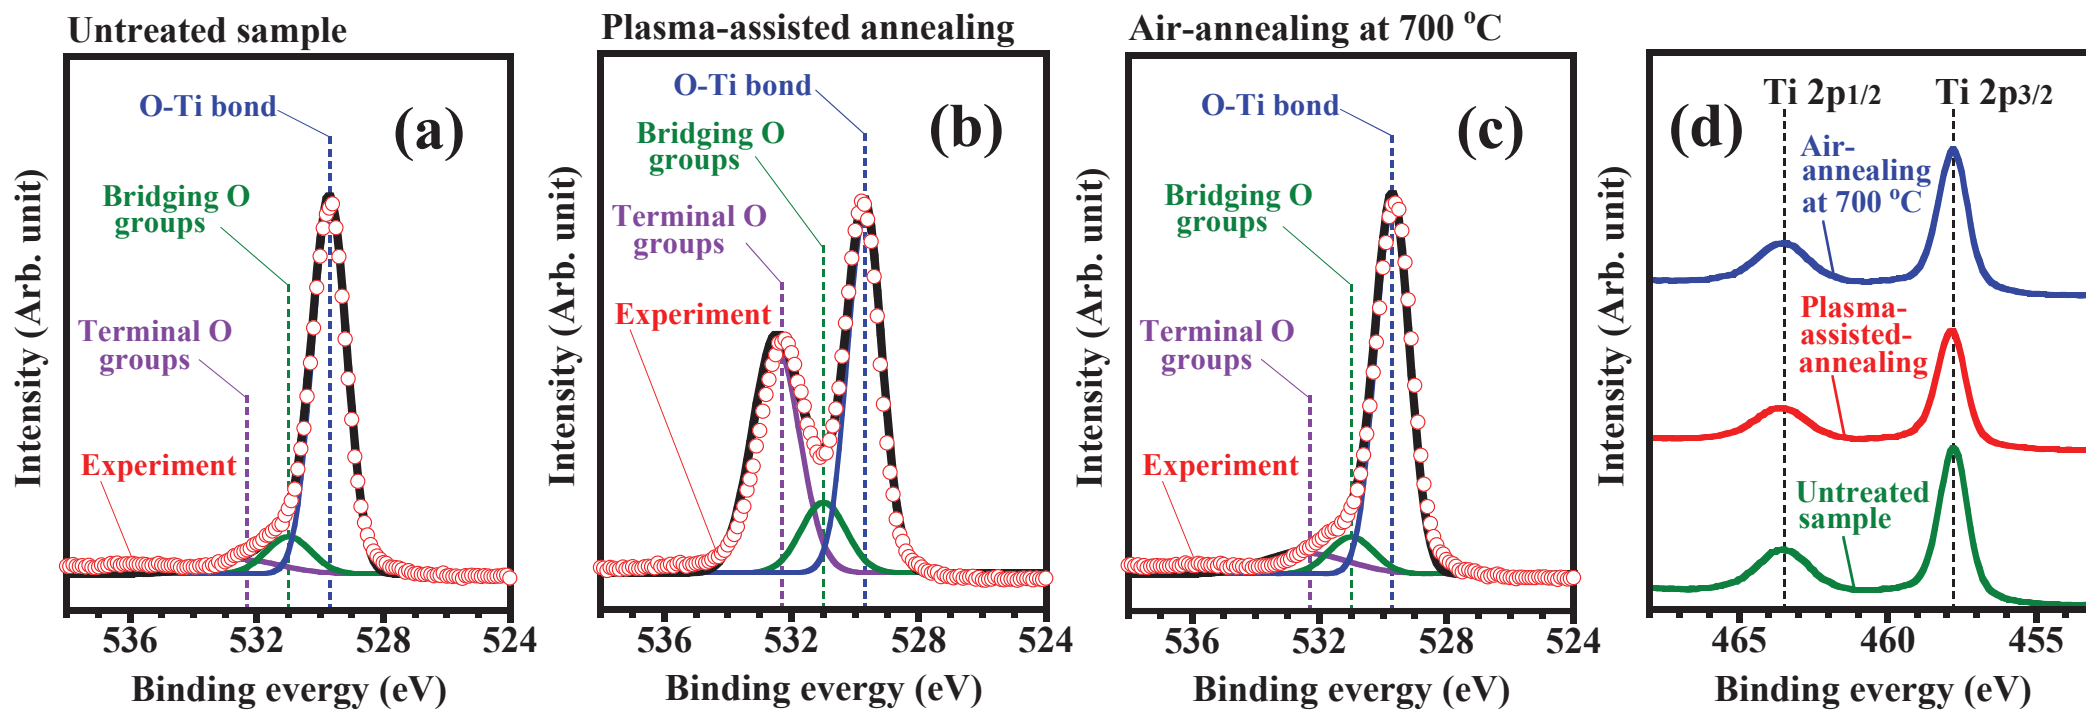 Untreated sample
(a)
O-Ti bond
Bridging O
groups
Terminal O
groups
Experiment
Intensity (Arb. unit)
536 532 528 524
Binding evergy (eV)
Plasma-assisted annealing
(b)
O-Ti bond
Bridging O
groups
Terminal O
groups
Experiment
Intensity (Arb. unit)
536 532 528 524
Binding evergy (eV)
Air-annealing at 700 °C
(c)
O-Ti bond
Bridging O
groups
Terminal O
groups
Experiment
Intensity (Arb. unit)
536 532 528 524
Binding evergy (eV)
Ti 2p1/2 Ti 2p3/2
(d)
Air-
annealing
at 700 °C
Plasma-
assisted-
annealing
Untreated
sample
Intensity (Arb. unit)
465 460 455
Binding evergy (eV)